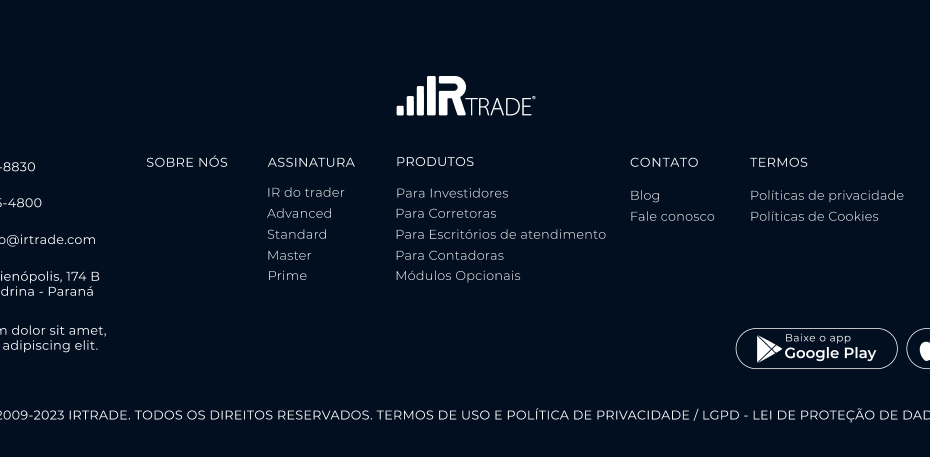 IRTRADE®
-8830
-4800
@irtrade.com
174 B
- Paraná
dolor sit amet,
adipiscing elit.
SOBRE NÓS
ASSINATURA
IR do trader
Advanced
Standard
Master
Prime
PRODUTOS
Para Investidores
Para Corretoras
Para Escritórios de atendimento
Para Contadoras
Módulos Opcionais
CONTATO
Blog
Fale conosco
TERMOS
Políticas de privacidade
Políticas de Cookies
Baixe o app
Google Play
2009-2023 IRTRADE. TODOS OS DIREITOS RESERVADOS. TERMOS DE USO E POLÍTICA DE PRIVACIDADE / LGPD - LEI DE PROTEÇÃO DE DAD